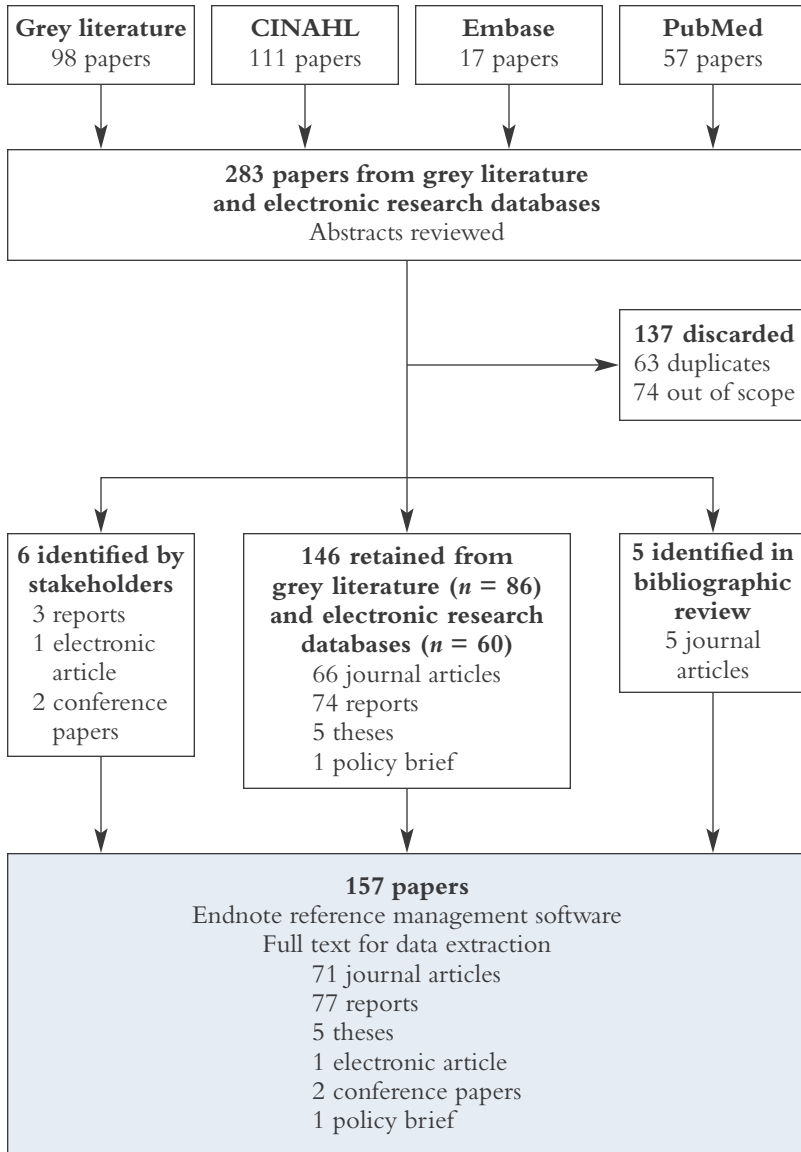 Grey literature
98 papers
CINAHL
111 papers
Embase
17 papers
PubMed
57 papers
283 papers from grey literature
and electronic research databases
Abstracts reviewed
137 discarded
63 duplicates
74 out of scope
6 identified by
stakeholders
3 reports
1 electronic
article
2 conference
papers
146 retained from
grey literature (n = 86)
and electronic research
databases (n = 60)
66 journal articles
74 reports
5 theses
1 policy brief
5 identified in
bibliographic
review
5 journal
articles
157 papers
Endnote reference management software
Full text for data extraction
71 journal articles
77 reports
5 theses
1 electronic article
2 conference papers
1 policy brief